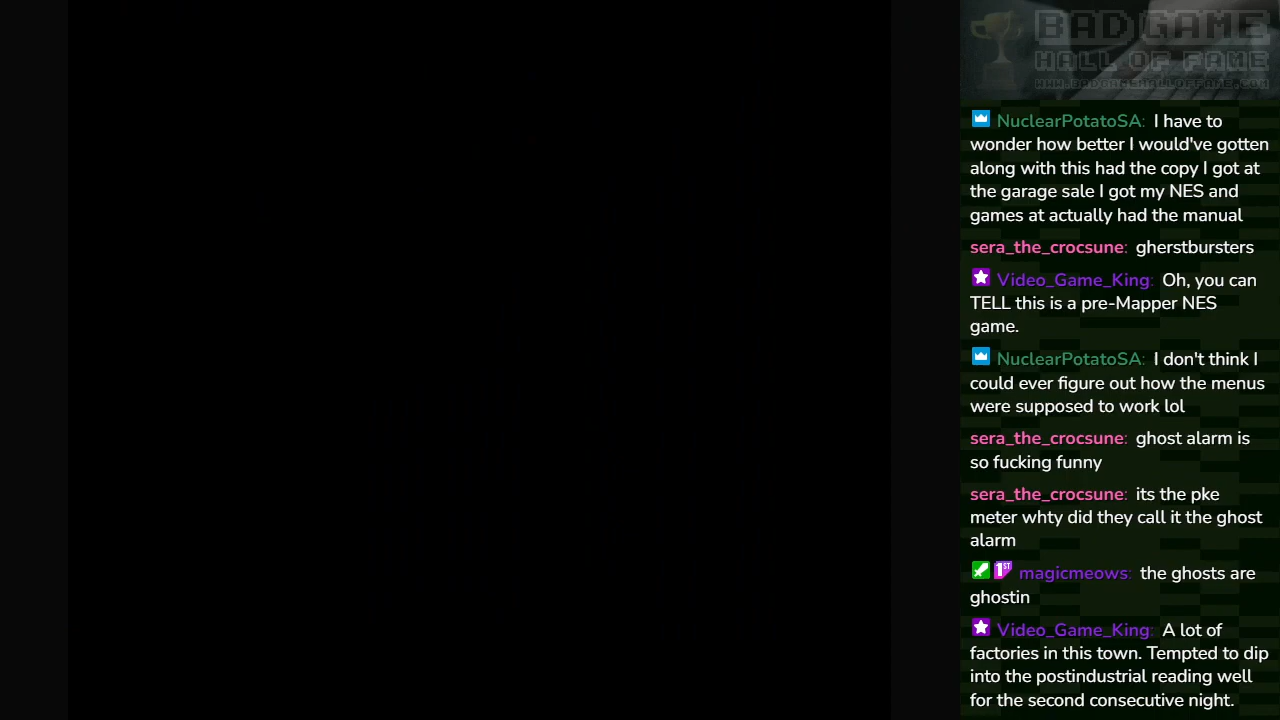 BAD GAME
HALL OF FAME
WWW.BADGAMEHALLOFFAME.COM
NuclearPotatoSA: I have to
wonder how better I would've gotten
along with this had the copy I got at
the garage sale I got my NES and
games at actually had the manual
sera_the_crocsune: gherstbursters
Video_Game_King: Oh, you can
TELL this is a pre-Mapper NES
game.
NuclearPotatoSA: I don't think I
could ever figure out how the menus
were supposed to work lol
sera_the_crocsune: ghost alarm is
so fucking funny
sera_the_crocsune: its the pke
meter whty did they call it the ghost
alarm
1ST magicmeows: the ghosts are
ghostin
Video_Game_King: A lot of
factories in this town. Tempted to dip
into the postindustrial reading well
for the second consecutive night.